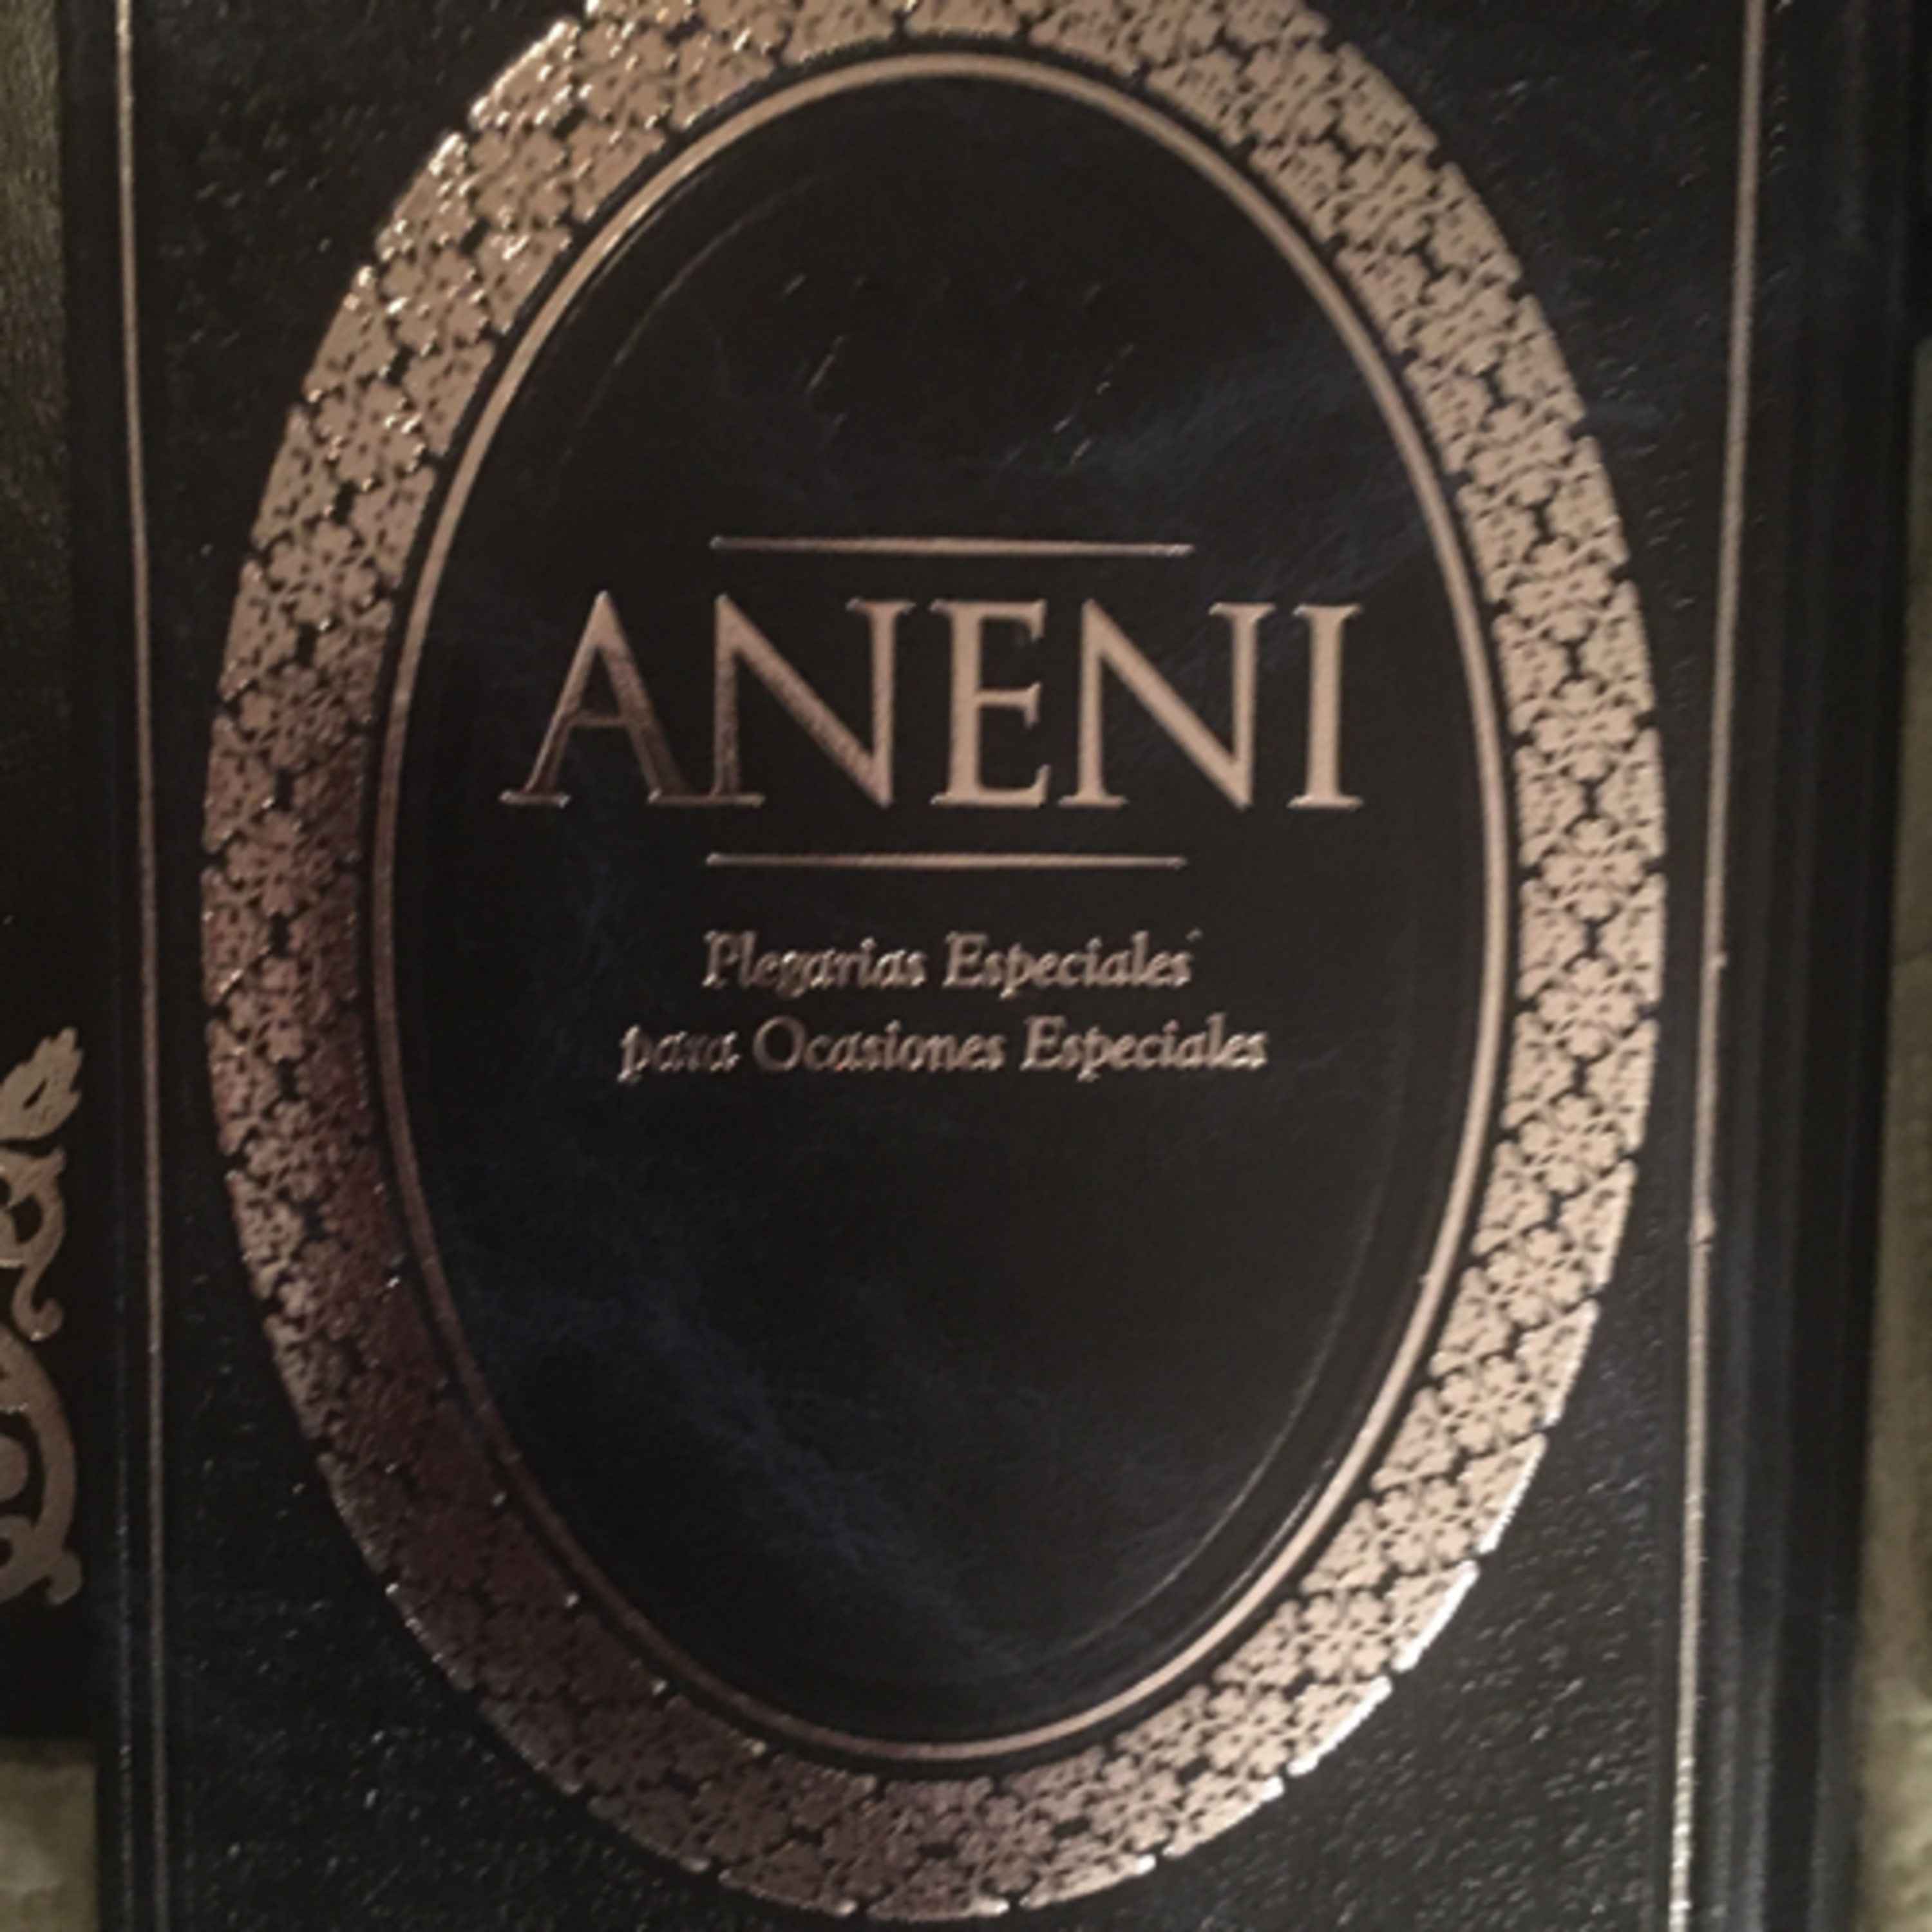 ANENI
Plegarias Especiales
para Ocasiones Especiales